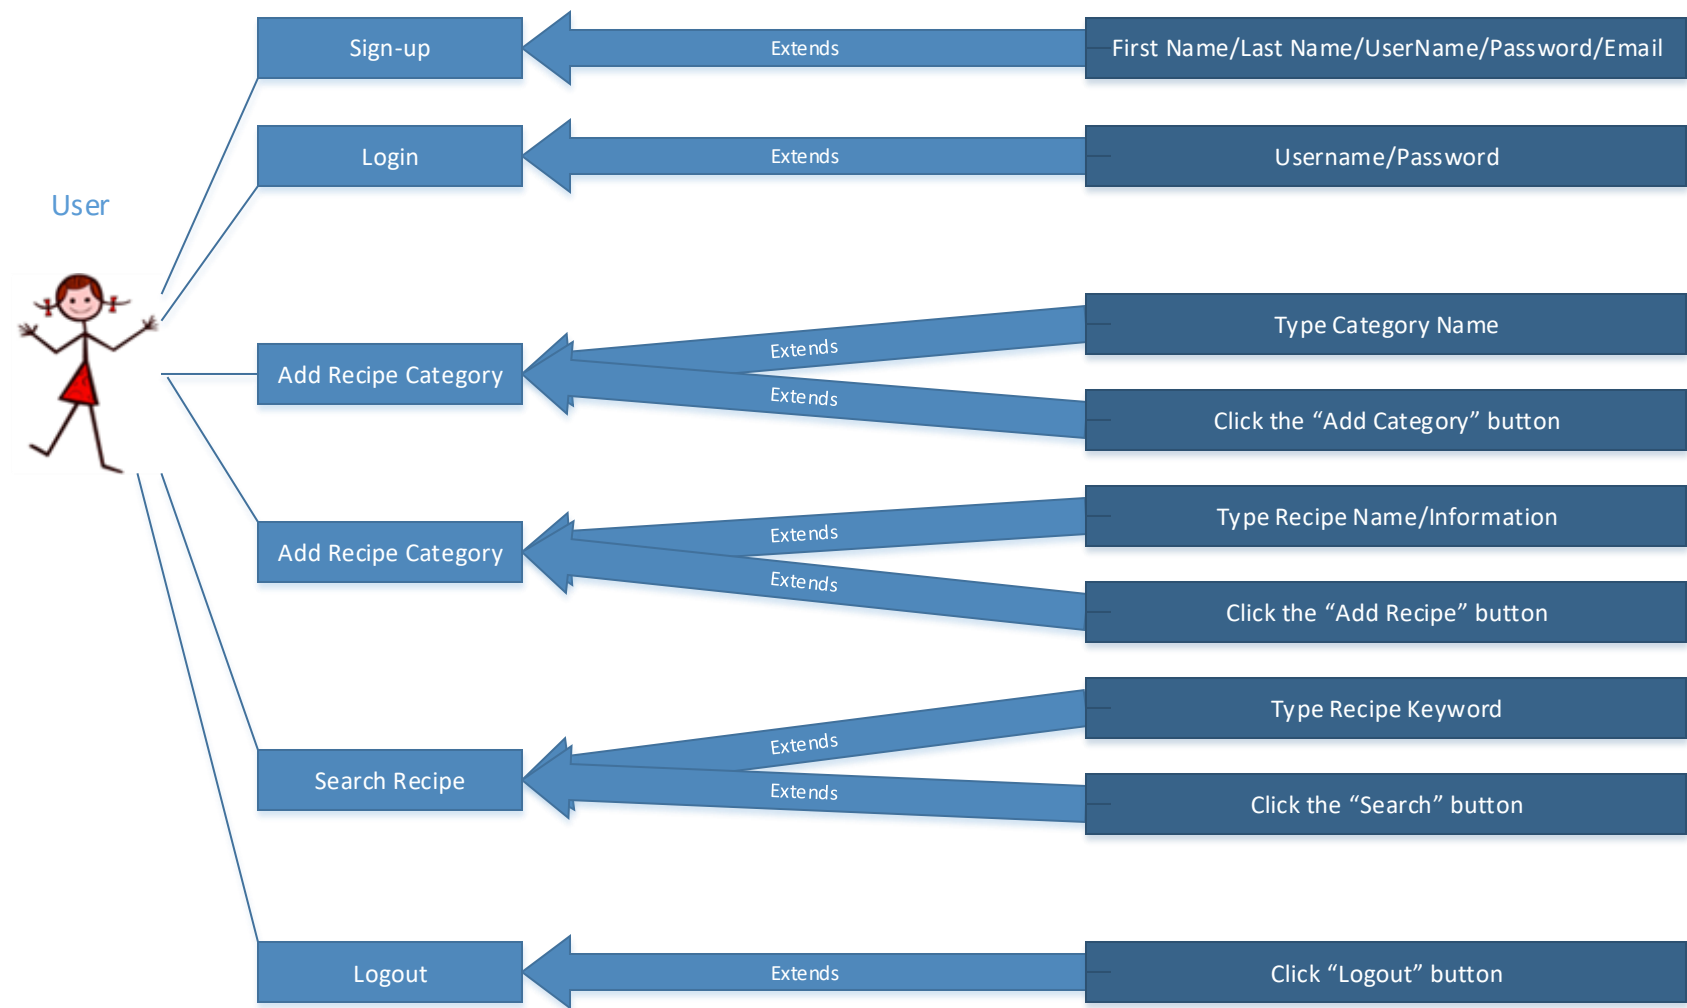 Sign-up
Extends
First Name/Last Name/UserName/Password/Email
Login
Extends
Username/Password
User
Type Category Name
Extends
Add Recipe Category
Extends
Click the “Add Category” button
Type Recipe Name/Information
Extends
Add Recipe Category
Extends
Click the “Add Recipe” button
Type Recipe Keyword
Extends
Search Recipe
Extends
Click the “Search” button
Logout
Extends
Click “Logout” button